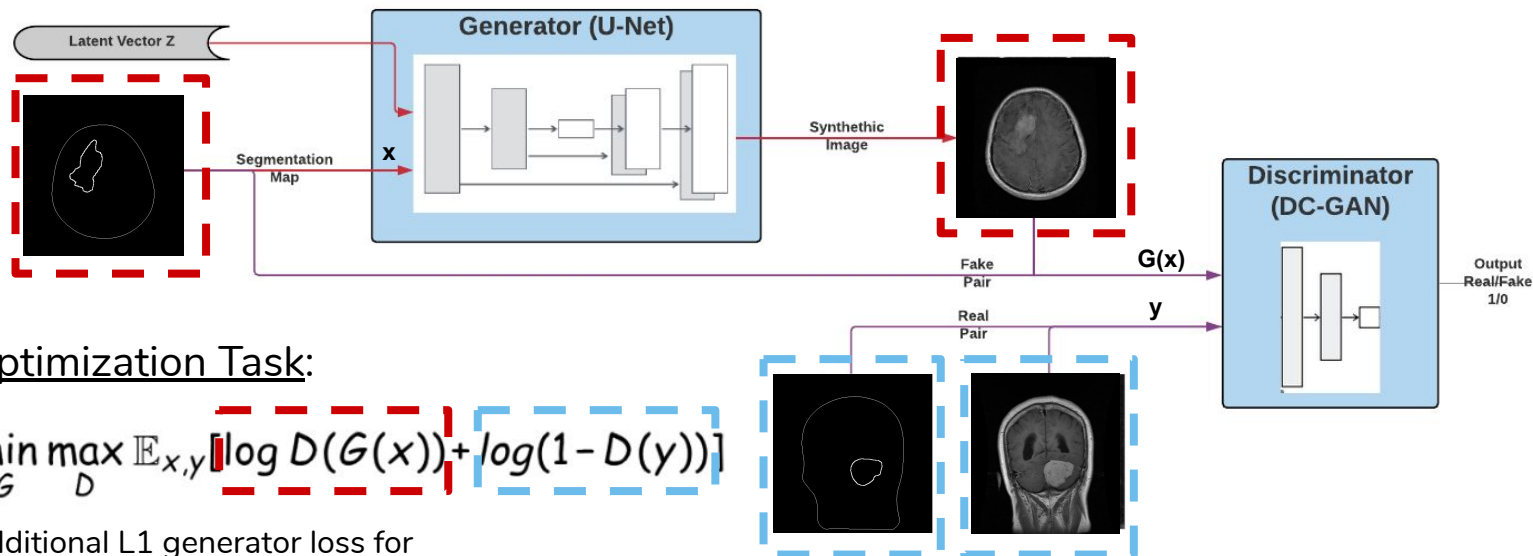 Generator (U-Net)
Latent Vector Z
Segmentation
Map
x
Synthethic
Image
Discriminator
(DC-GAN)
Fake
Pair
G(x)
Real
Pair
y
Output
Real/Fake
1/0
ptimization Task:
in max 𝔼x,y[log D(G(x))+log(1-D(y))]
G D
dditional L1 generator loss for